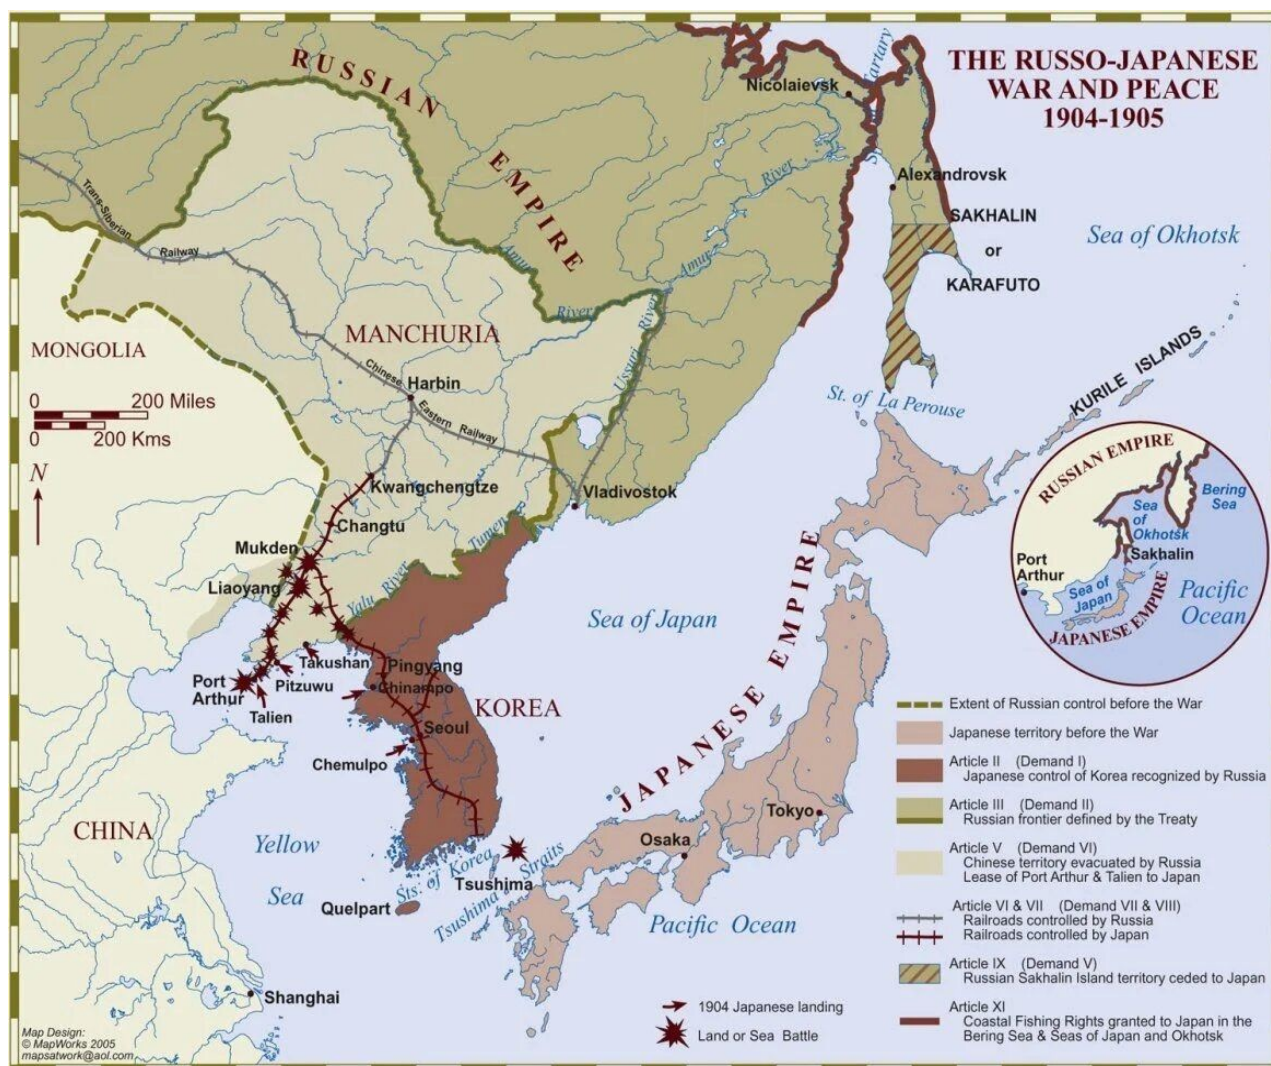 THE RUSSO-JAPANESE
WAR AND PEACE
1904-1905
RUSSIAN
EMPIRE
Nicolaievsk
Tartary
St.
River
Alexandrovsk
SAKHALIN
or
KARAFUTO
Sea of Okhotsk
Trans-Siberian
Railway
Amur
River
Amur
River
Ussuri
MANCHURIA
MONGOLIA
0 200 Miles
0 200 Kms
N
Chinese
Eastern Railway
Harbin
St. of La Perouse
KURILE ISLANDS
Kwangchengtze
Vladivostok
Changtu
Tumen R.
Mukden
Liaoyang
Yalu River
RUSSIAN EMPIRE
Bering
Sea
Sea
of
Okhotsk
Sakhalin
Port
Arthur
Sea of
Japan
Pacific
Ocean
JAPANESE EMPIRE
Sea of Japan
JAPANESE EMPIRE
Takushan
Pingyang
Port
Arthur
Pitzuwu
Chinampo
Talien
KOREA
Seoul
Chemulpo
CHINA
Yellow
Sea
Tokyo
Osaka
Sts. of Korea
Tsushima
Tsushima Straits
Quelpart
Pacific Ocean
Shanghai
Extent of Russian control before the War
Japanese territory before the War
Article II (Demand I)
Japanese control of Korea recognized by Russia
Article III (Demand II)
Russian frontier defined by the Treaty
Article V (Demand VI)
Chinese territory evacuated by Russia
Lease of Port Arthur & Talien to Japan
Article VI & VII (Demand VII & VIII)
Railroads controlled by Russia
Railroads controlled by Japan
Article IX (Demand V)
Russian Sakhalin Island territory ceded to Japan
Article XI
Coastal Fishing Rights granted to Japan in the
Bering Sea & Seas of Japan and Okhotsk
1904 Japanese landing
Land or Sea Battle
Map Design:
© MapWorks 2005
mapsatwork@aol.com